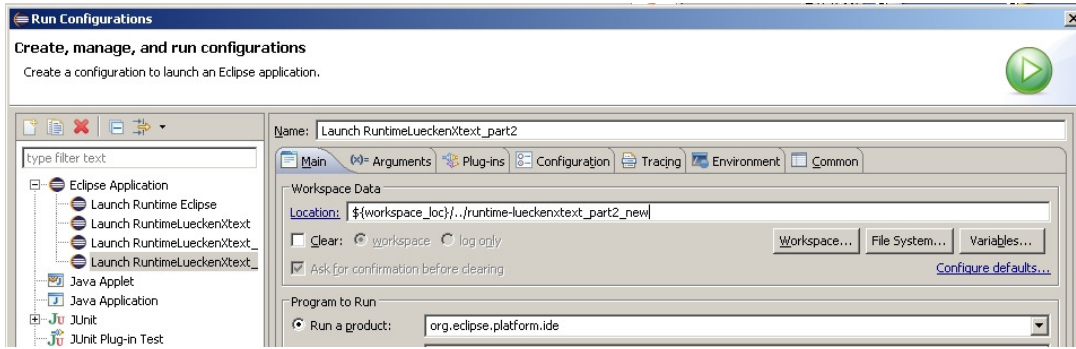 Run Configurations
Create, manage, and run configurations
Create a configuration to launch an Eclipse application.
Name: Launch RuntimeLueckenXtext_part2
type filter text
Main (x)= Arguments Plug-ins Configuration Tracing Environment Common
Eclipse Application
Launch Runtime Eclipse
Launch RuntimeLueckenXtext
Launch RuntimeLueckenXtext_
Launch RuntimeLueckenXtext_
Java Applet
Java Application
JUnit
JUnit Plug-in Test
Workspace Data
Location: ${workspace_loc}/../runtime-lueckenxtext_part2_new
Clear: workspace log only Workspace... File System... Variables...
Ask for confirmation before clearing Configure defaults...
Program to Run
Run a product: org.eclipse.platform.ide